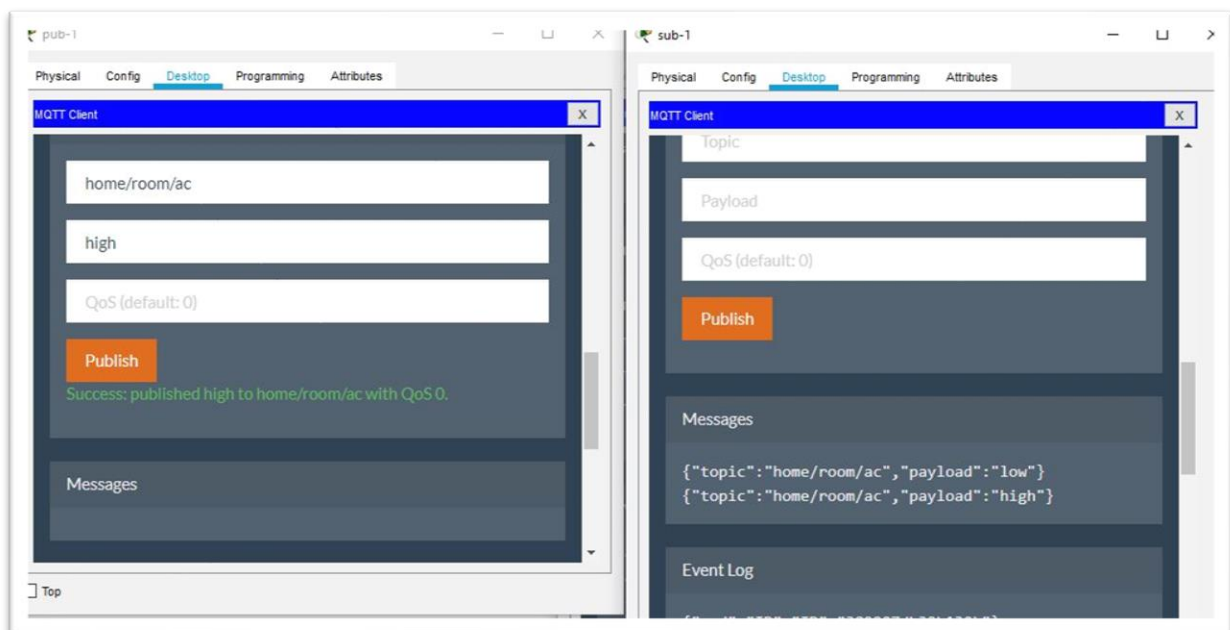 pub-1
Physical Config Desktop Programming Attributes
MQTT Client X
home/room/ac
high
QoS (default: 0)
Publish
Success: published high to home/room/ac with QoS 0.
Messages
Top
sub-1
Physical Config Desktop Programming Attributes
MQTT Client X
Topic
Payload
QoS (default: 0)
Publish
Messages
{"topic":"home/room/ac","payload":"low"}
{"topic":"home/room/ac","payload":"high"}
Event Log